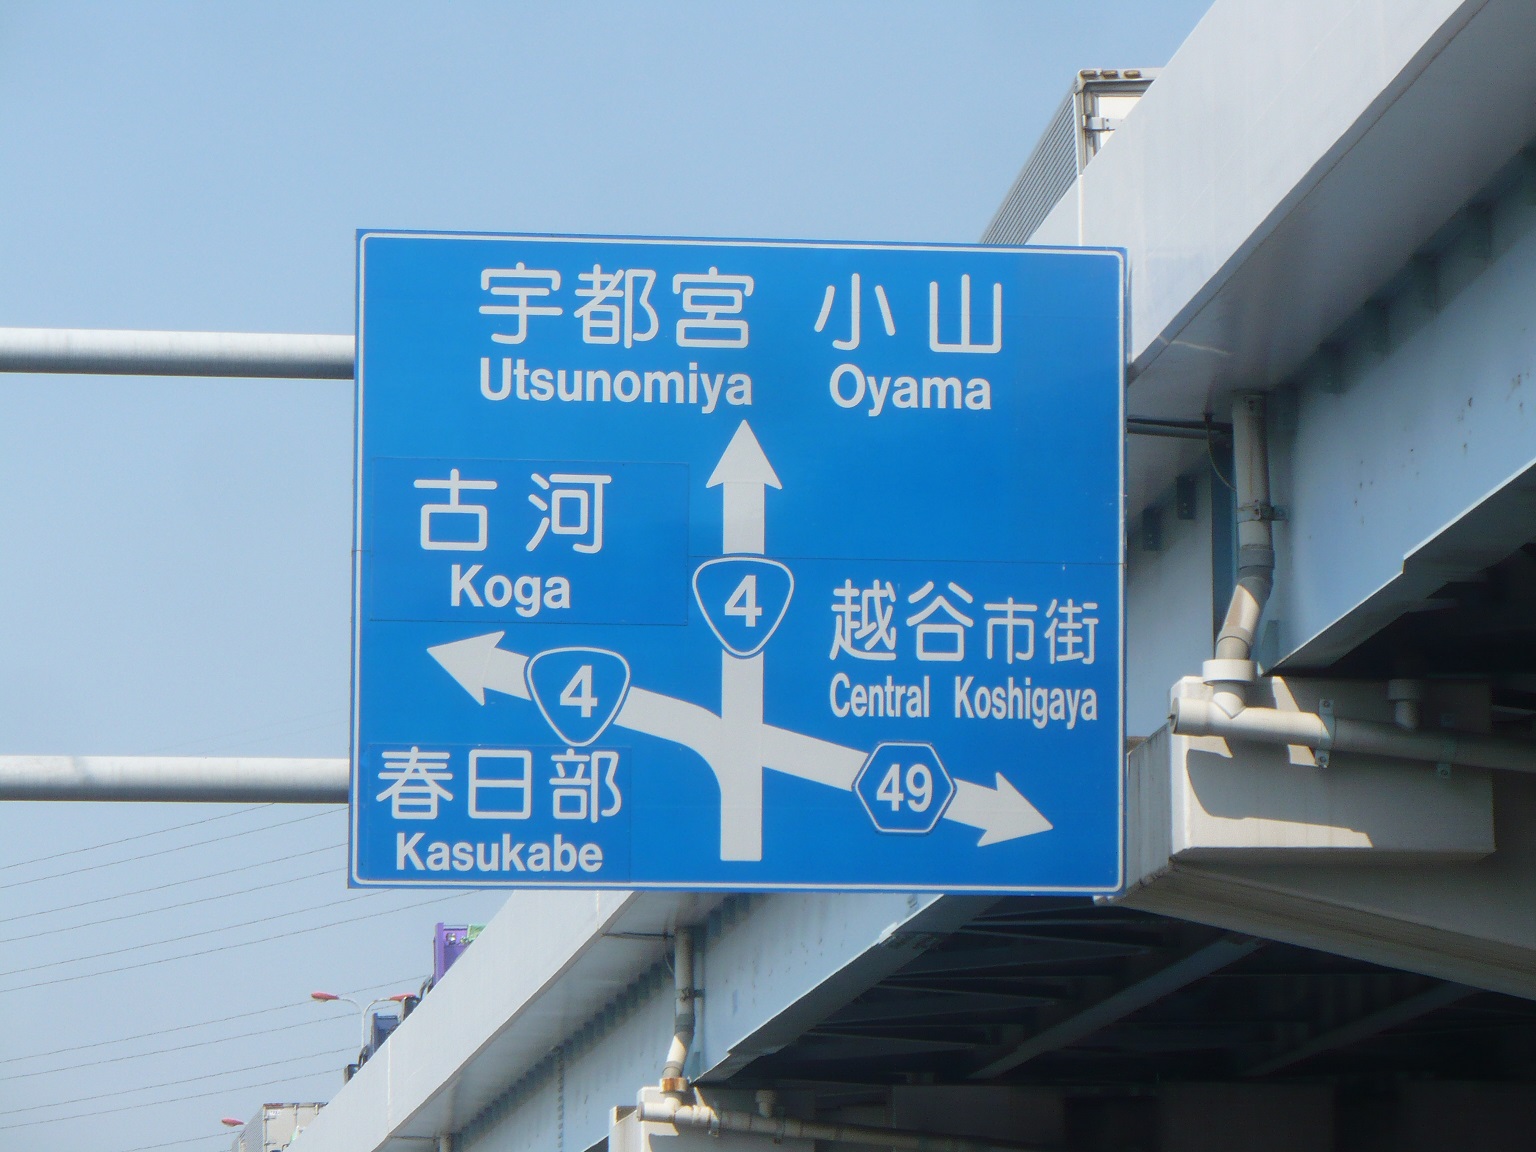 宇都宮 小山
Utsunomiya Oyama
古河
Koga
4
越谷市街
Central Koshigaya
4
49
春日部
Kasukabe